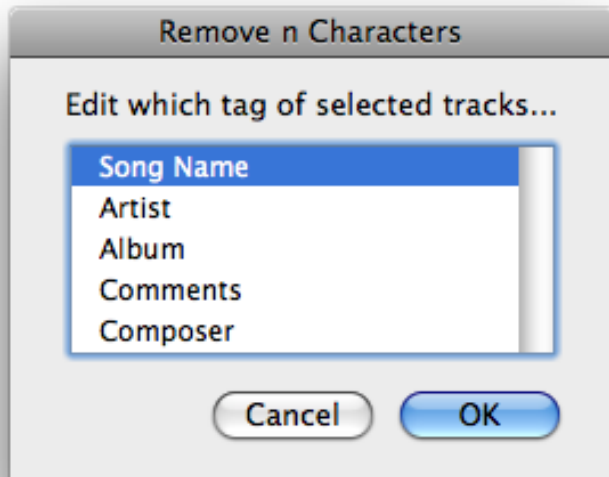 Remove n Characters
Edit which tag of selected tracks...
Song Name
Artist
Album
Comments
Composer
Cancel OK